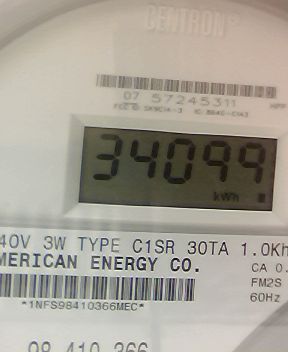 CENTRON®
07 57245311
HPP
34099
kWh
40V 3W TYPE C1SR 30TA 1.0Kh
MERICAN ENERGY CO.
CA 0.
FM2S
60Hz
*1NFS98410366MEC*
98 410 366